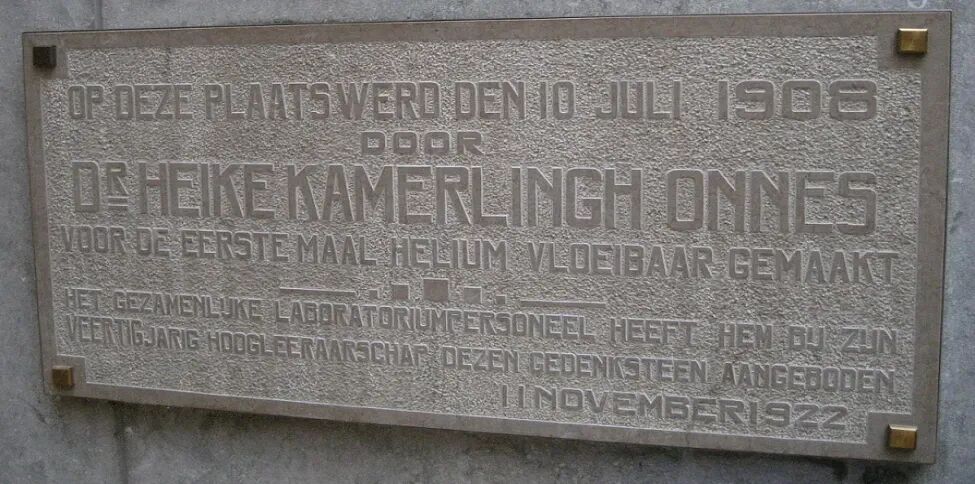 OP DEZE PLAATS WERD DEN 10 JULI 1908
DOOR
DR HEIKE KAMERLINGH ONNES
VOOR DE EERSTE MAAL HELIUM VLOEIBAAR GEMAAKT
HET GEZAMENLIJKE LABORATORIUMPERSONEEL HEEFT HEM BIJ ZIJN
VEERTIGJARIG HOOGLEERAARSCHAP DEZEN GEDENKSTEEN AANGEBODEN
11 NOVEMBER 1922